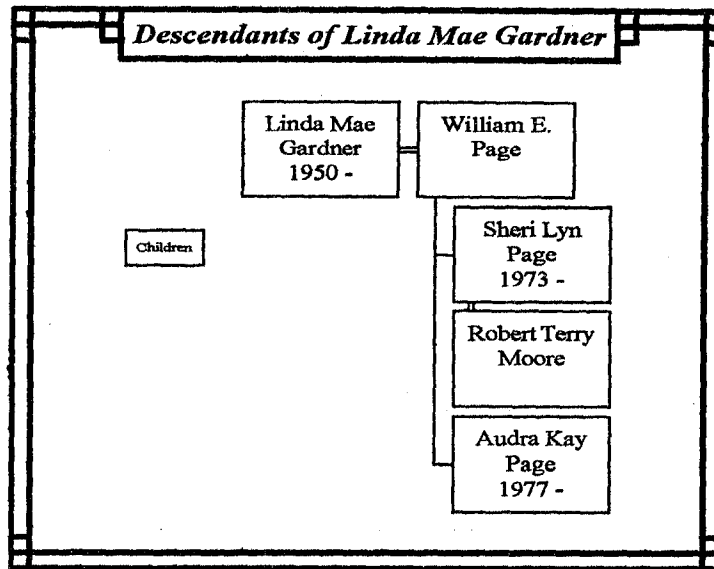 Descendants of Linda Mae Gardner
Linda Mae
Gardner
1950 -
William E.
Page
Children
Sheri Lyn
Page
1973 -
Robert Terry
Moore
Audra Kay
Page
1977 -